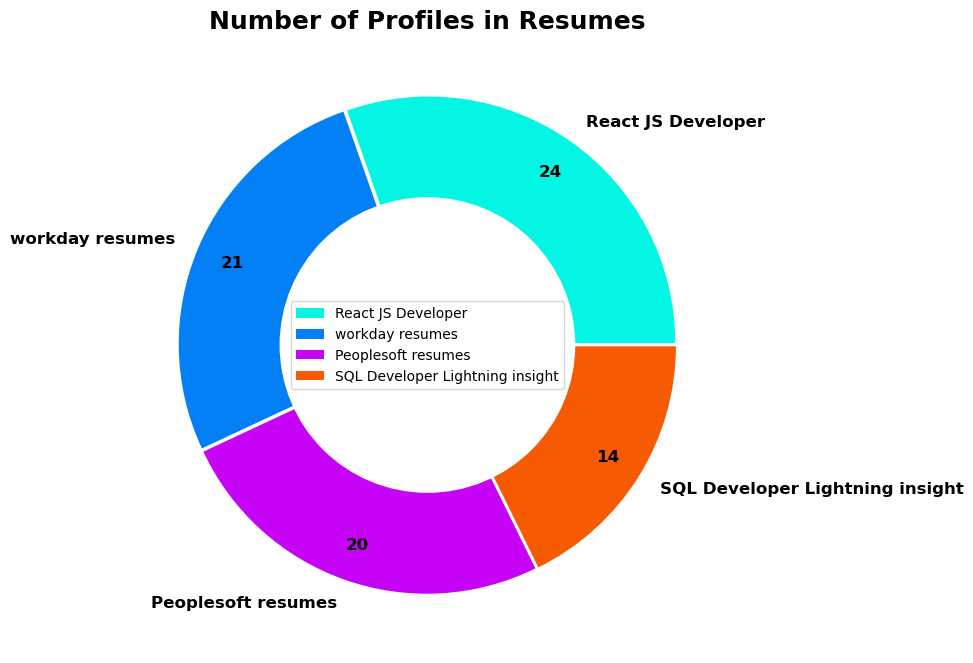 Number of Profiles in Resumes
React JS Developer
24
workday resumes
21
React JS Developer
workday resumes
Peoplesoft resumes
SQL Developer Lightning insight
14
SQL Developer Lightning insight
20
Peoplesoft resumes